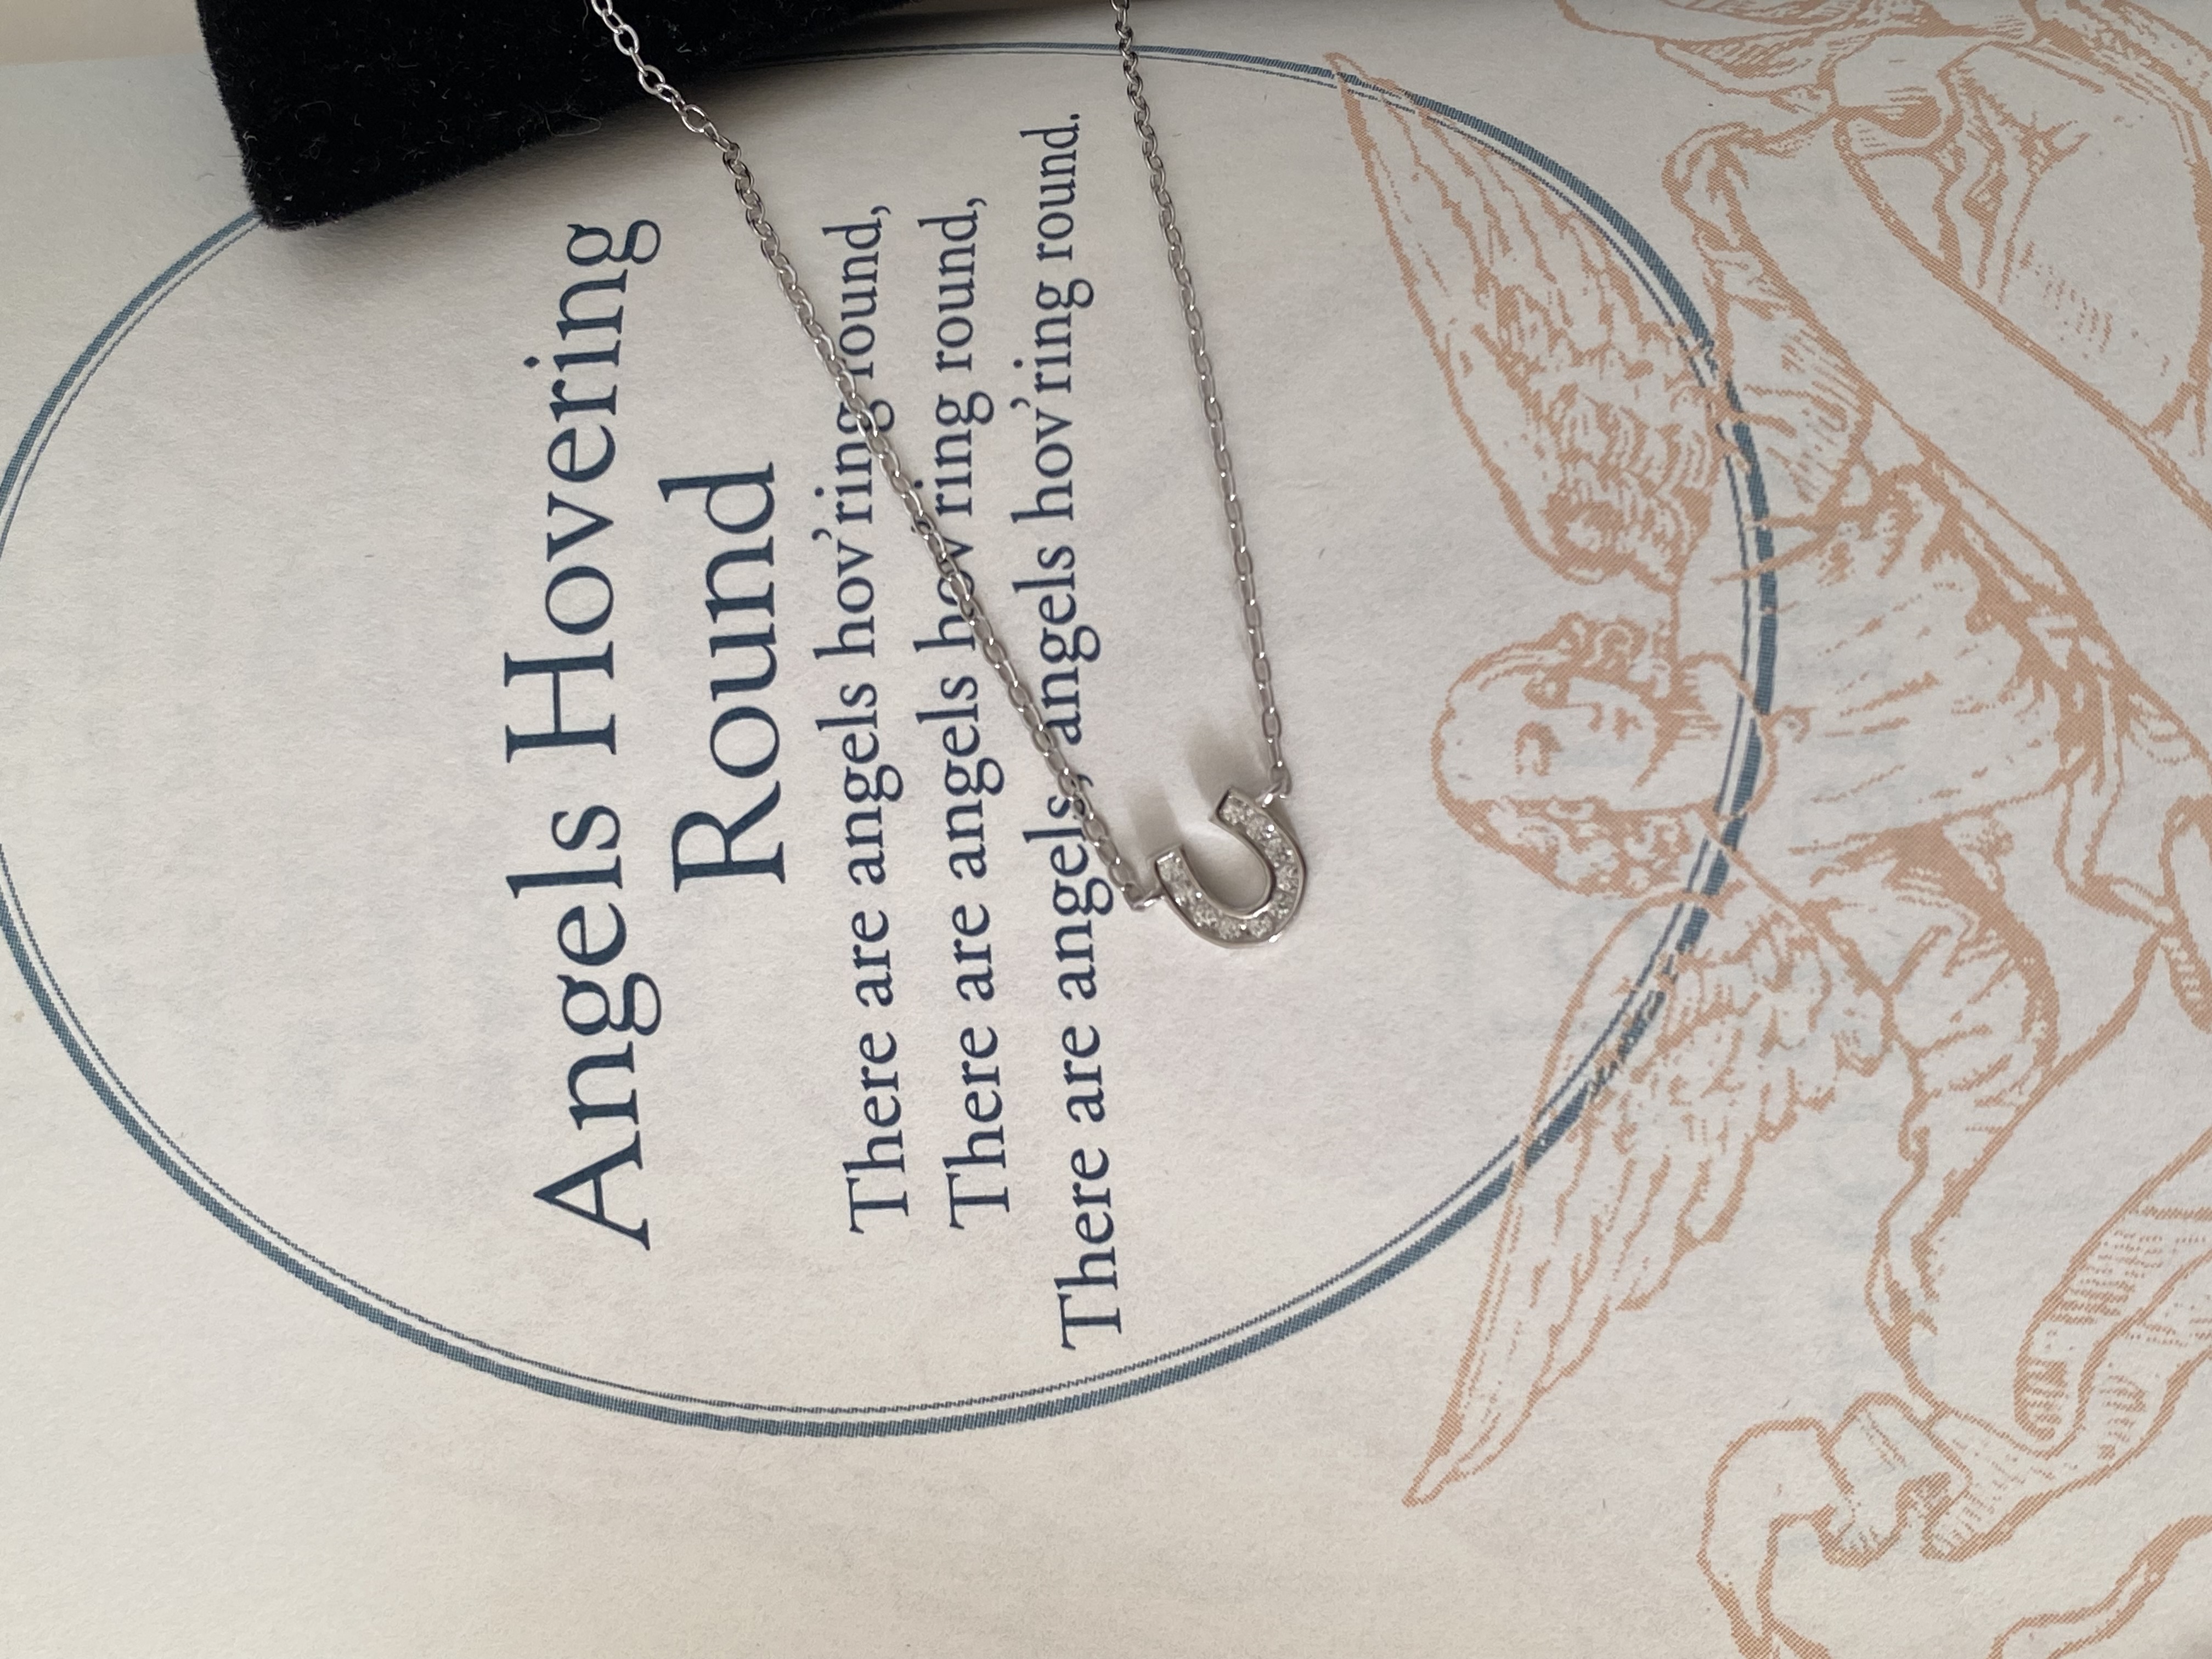 Angels Hovering
Round
There are angels hov'ring round,
There are angels hov'ring round,
There are angels, angels hov'ring round.